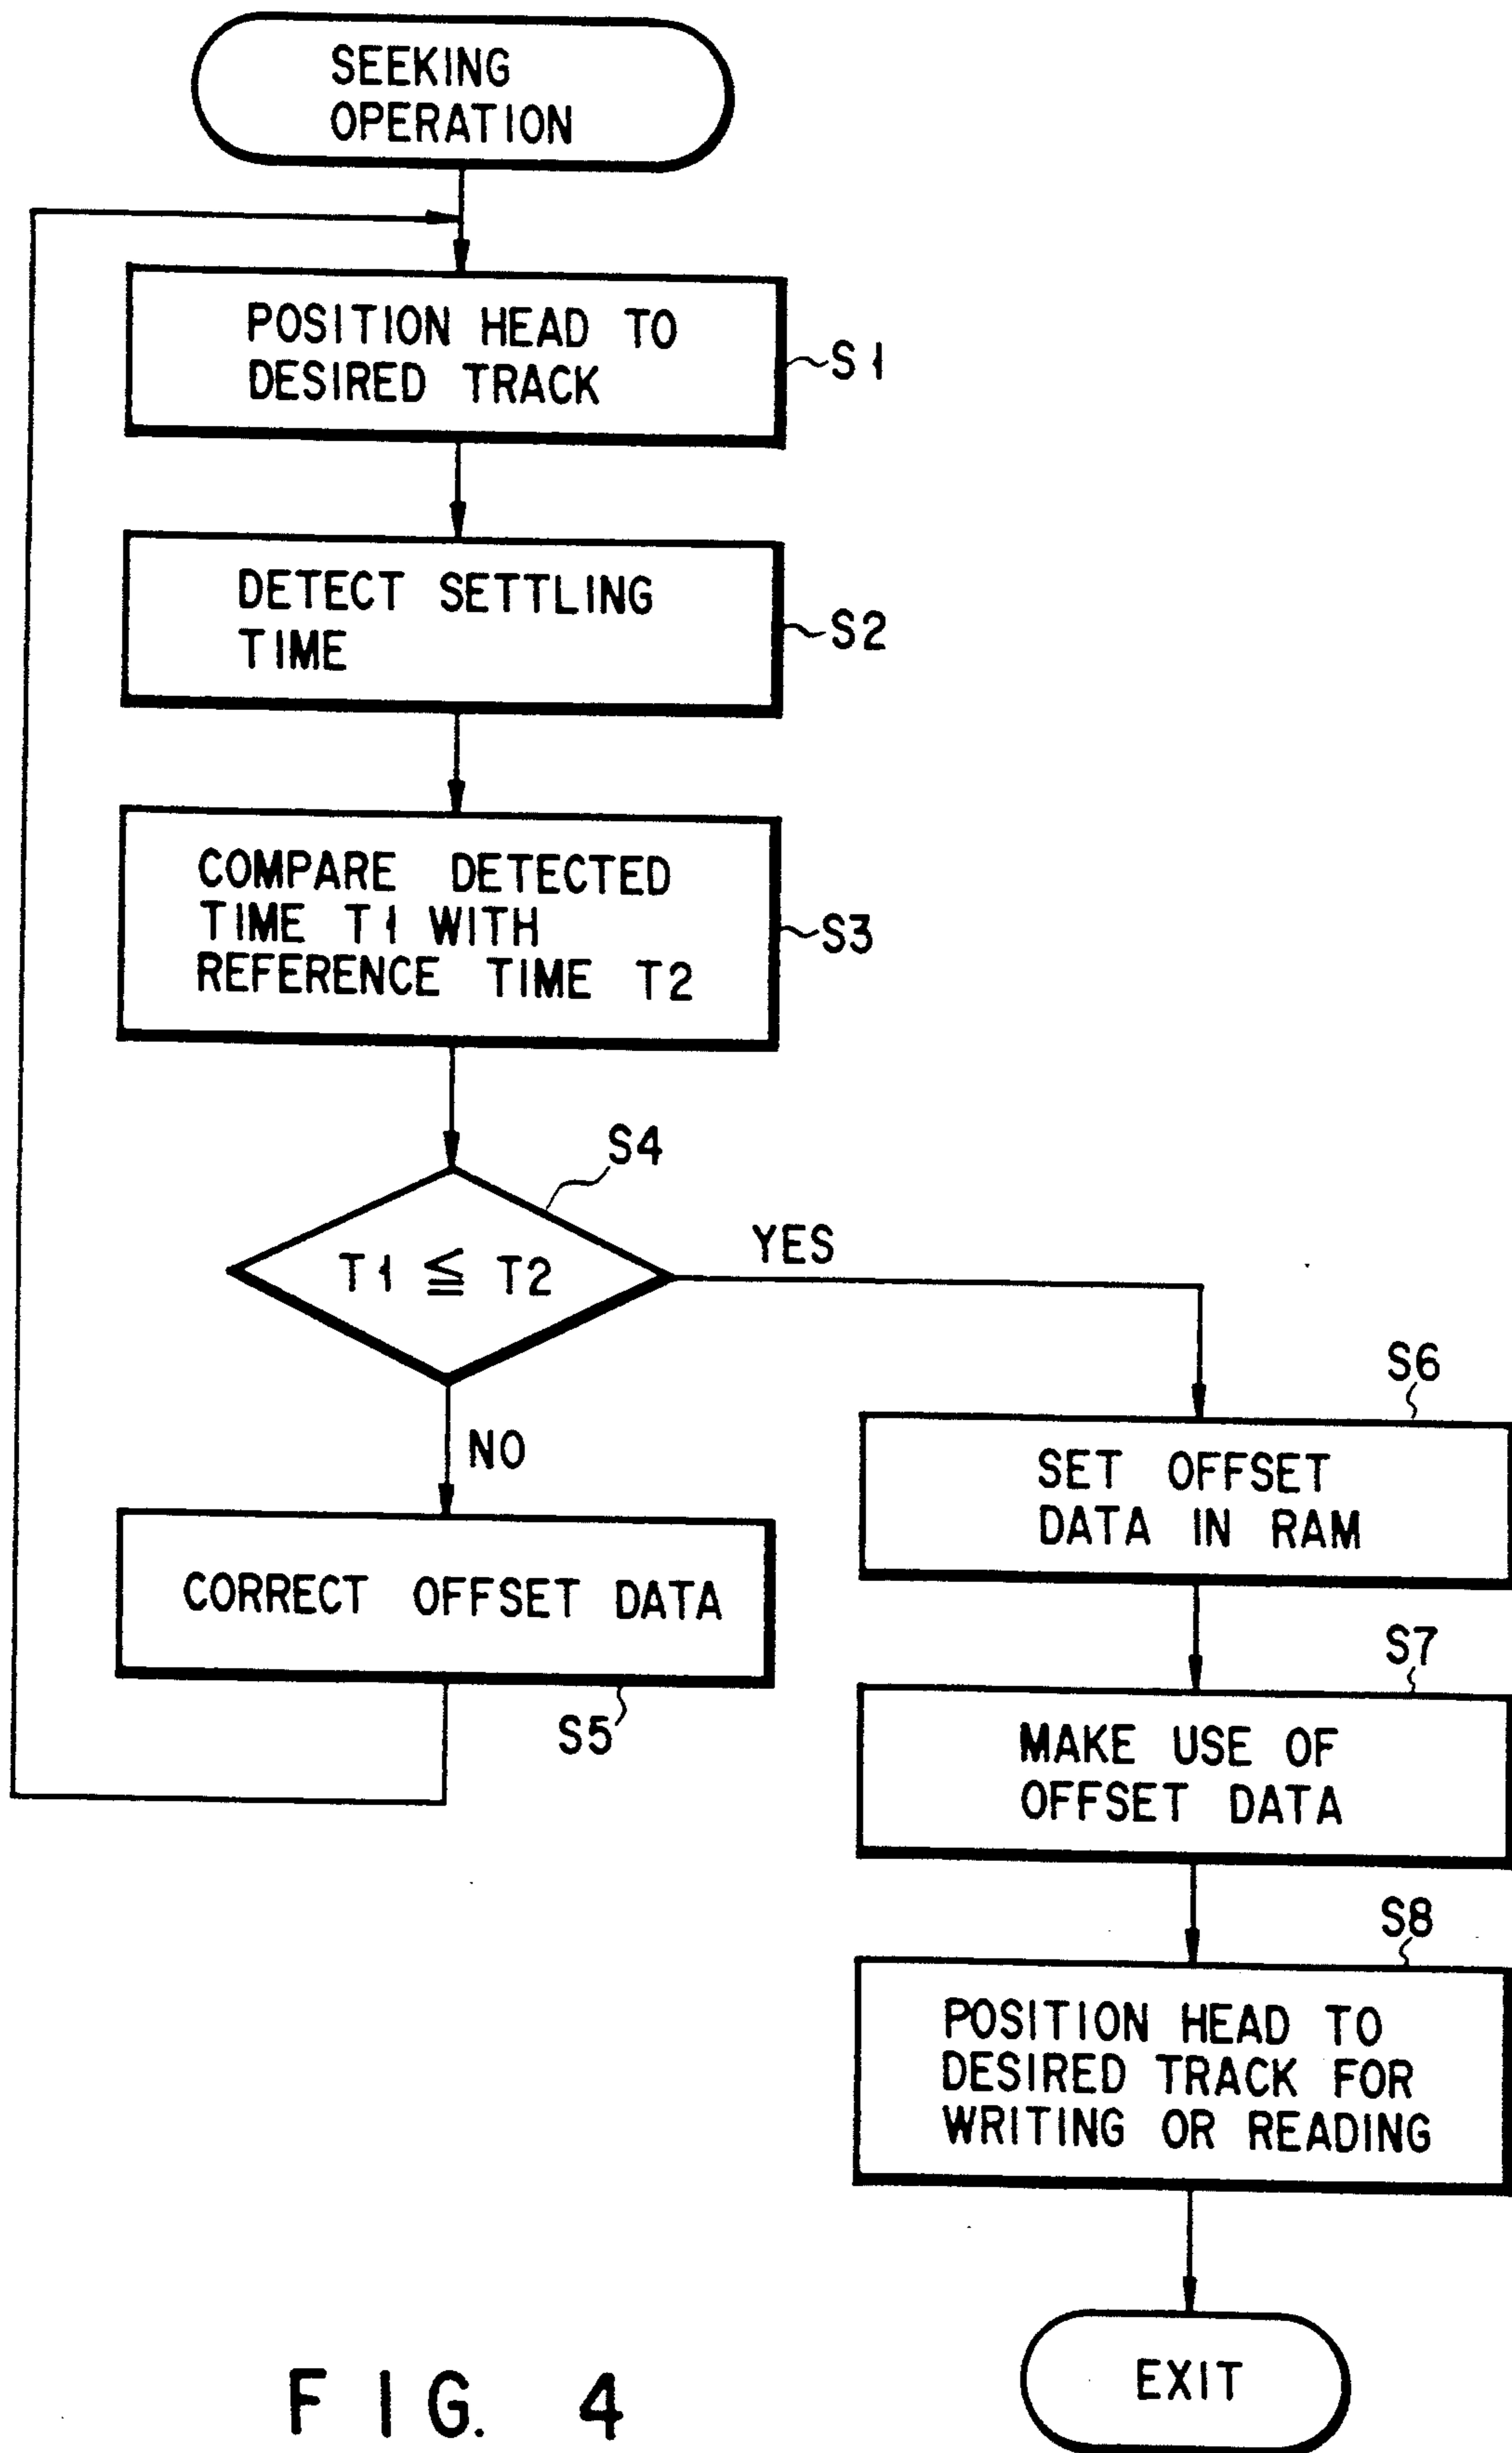 SEEKING
OPERATION
POSITION HEAD TO
DESIRED TRACK
S1
DETECT SETTLING
TIME
S2
COMPARE DETECTED
TIME T1 WITH
REFERENCE TIME T2
S3
S4
T1 ≦ T2
YES
NO
CORRECT OFFSET DATA
S5
S6
SET OFFSET
DATA IN RAM
S7
MAKE USE OF
OFFSET DATA
S8
POSITION HEAD TO
DESIRED TRACK FOR
WRITING OR READING
EXIT
FIG. 4